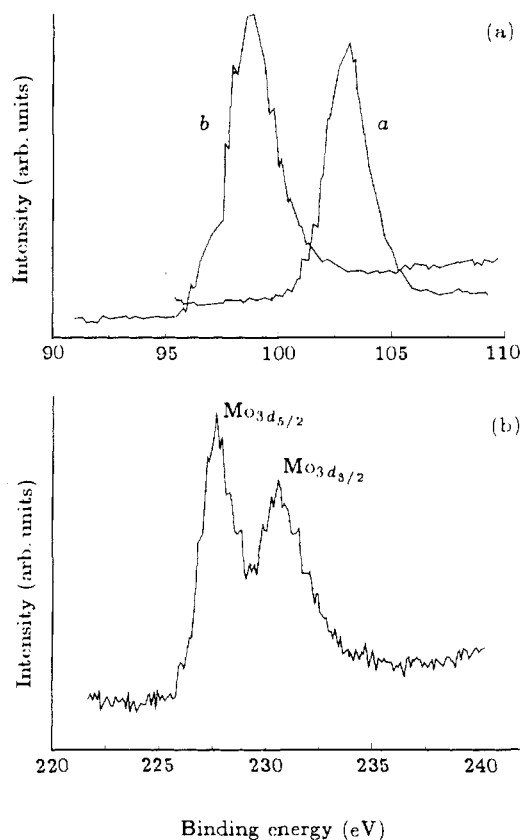 (a)
b
a
Intensity (arb. units)
90 95 100 105 110
(b)
Mo3d5/2
Mo3d3/2
Intensity (arb. units)
220 225 230 235 240
Binding energy (eV)